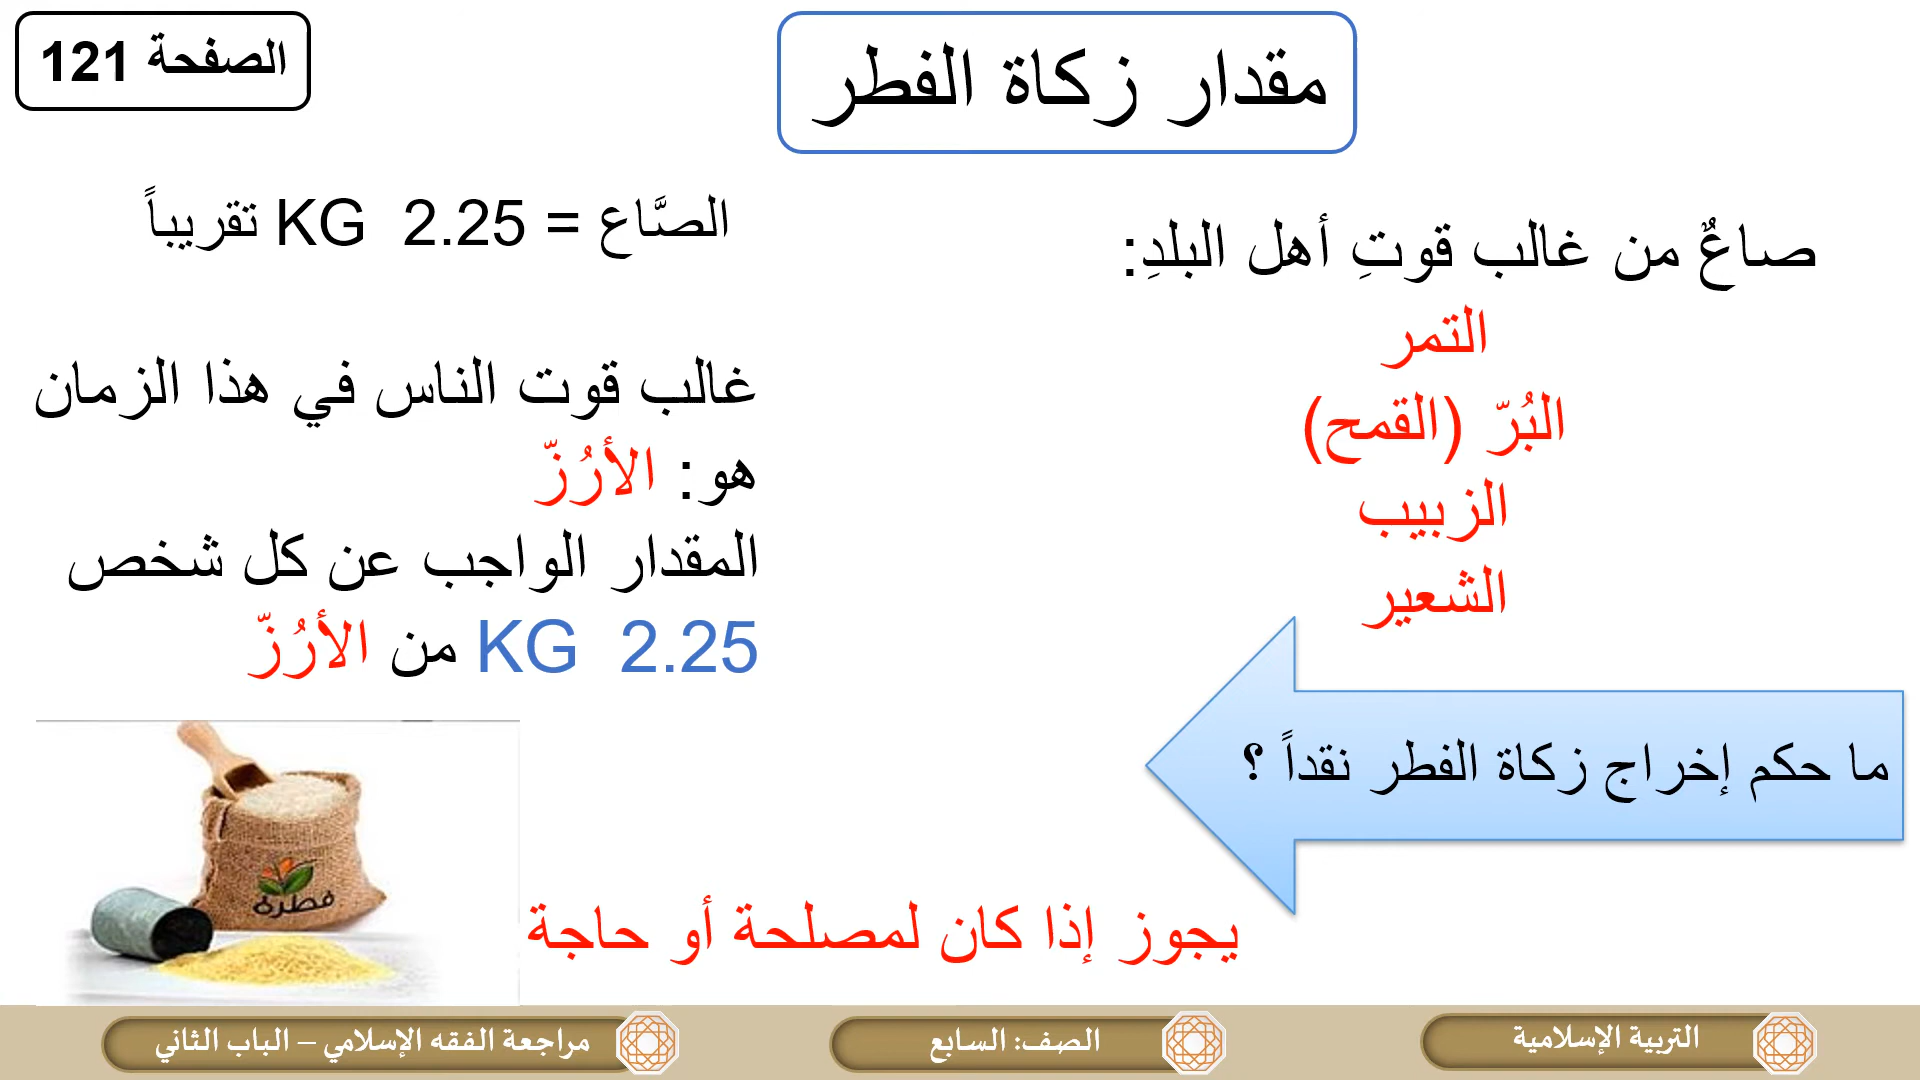 مقدار زكاة الفطر
الصفحة 121
صاعٌ من غالب قوتِ أهل البلدِ:
التمر
البُرّ (القمح)
الزبيب
الشعير
ما حكم إخراج زكاة الفطر نقداً ؟
الصَّاع = 2.25 KG تقريباً
غالب قوت الناس في هذا الزمان
هو: الأرُزّ
المقدار الواجب عن كل شخص
2.25 KG من الأرُزّ
فطرة
يجوز إذا كان لمصلحة أو حاجة
التربية الإسلامية
الصف: السابع
مراجعة الفقه الإسلامي – الباب الثاني